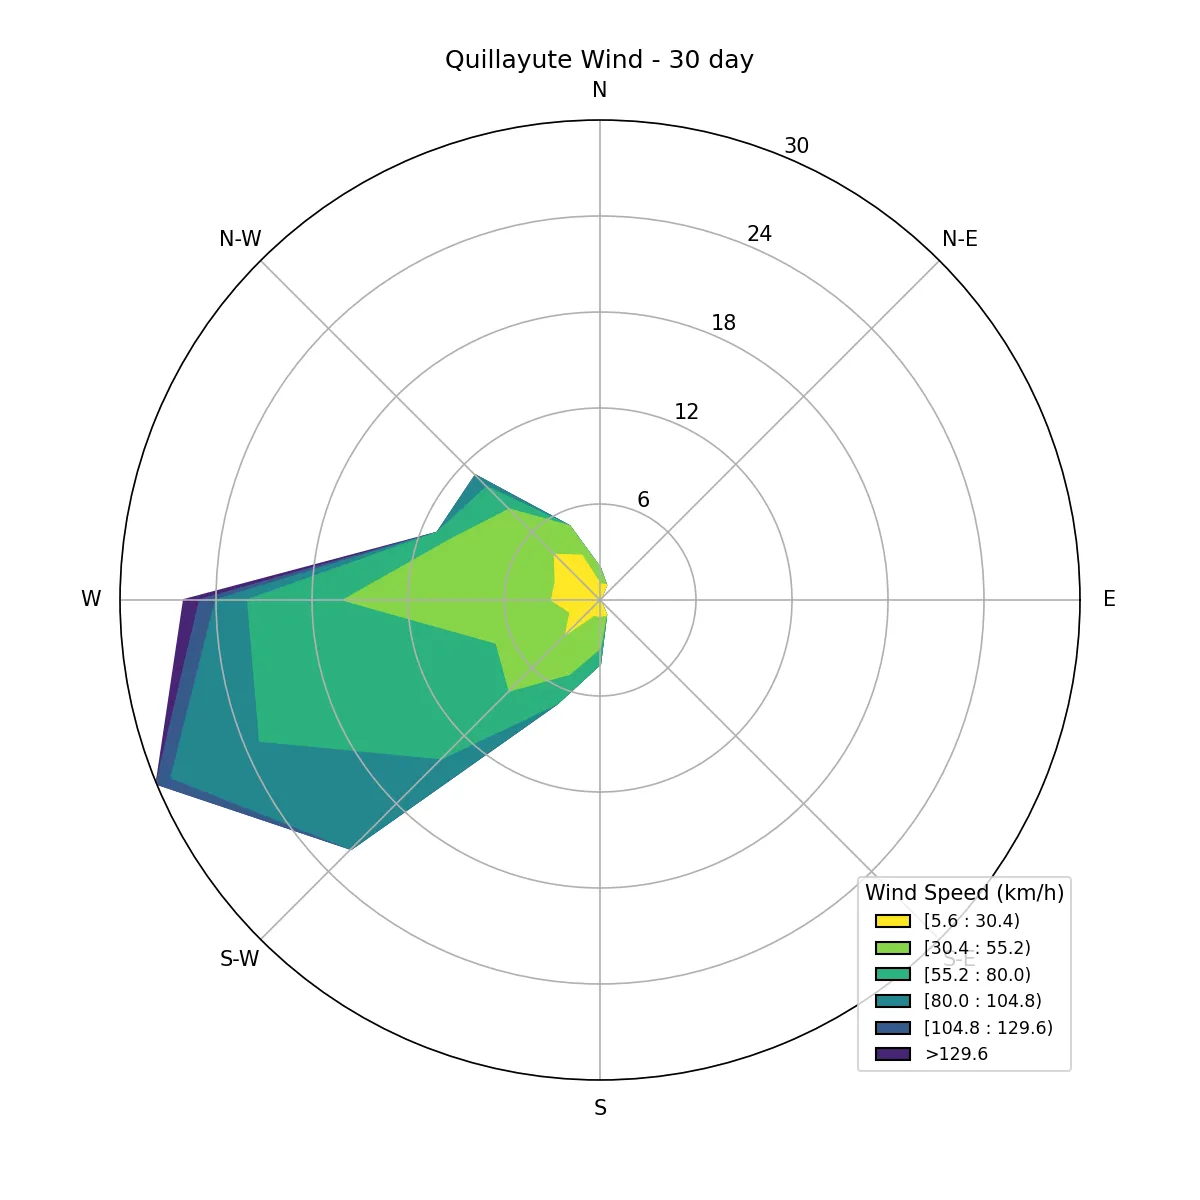 Quillayute Wind - 30 day
N
30
N-W
24
N-E
18
12
6
W
E
Wind Speed (km/h)
[5.6 : 30.4)
[30.4 : 55.2)
S-W
S-E
[55.2 : 80.0)
[80.0 : 104.8)
[104.8 : 129.6)
>129.6
S